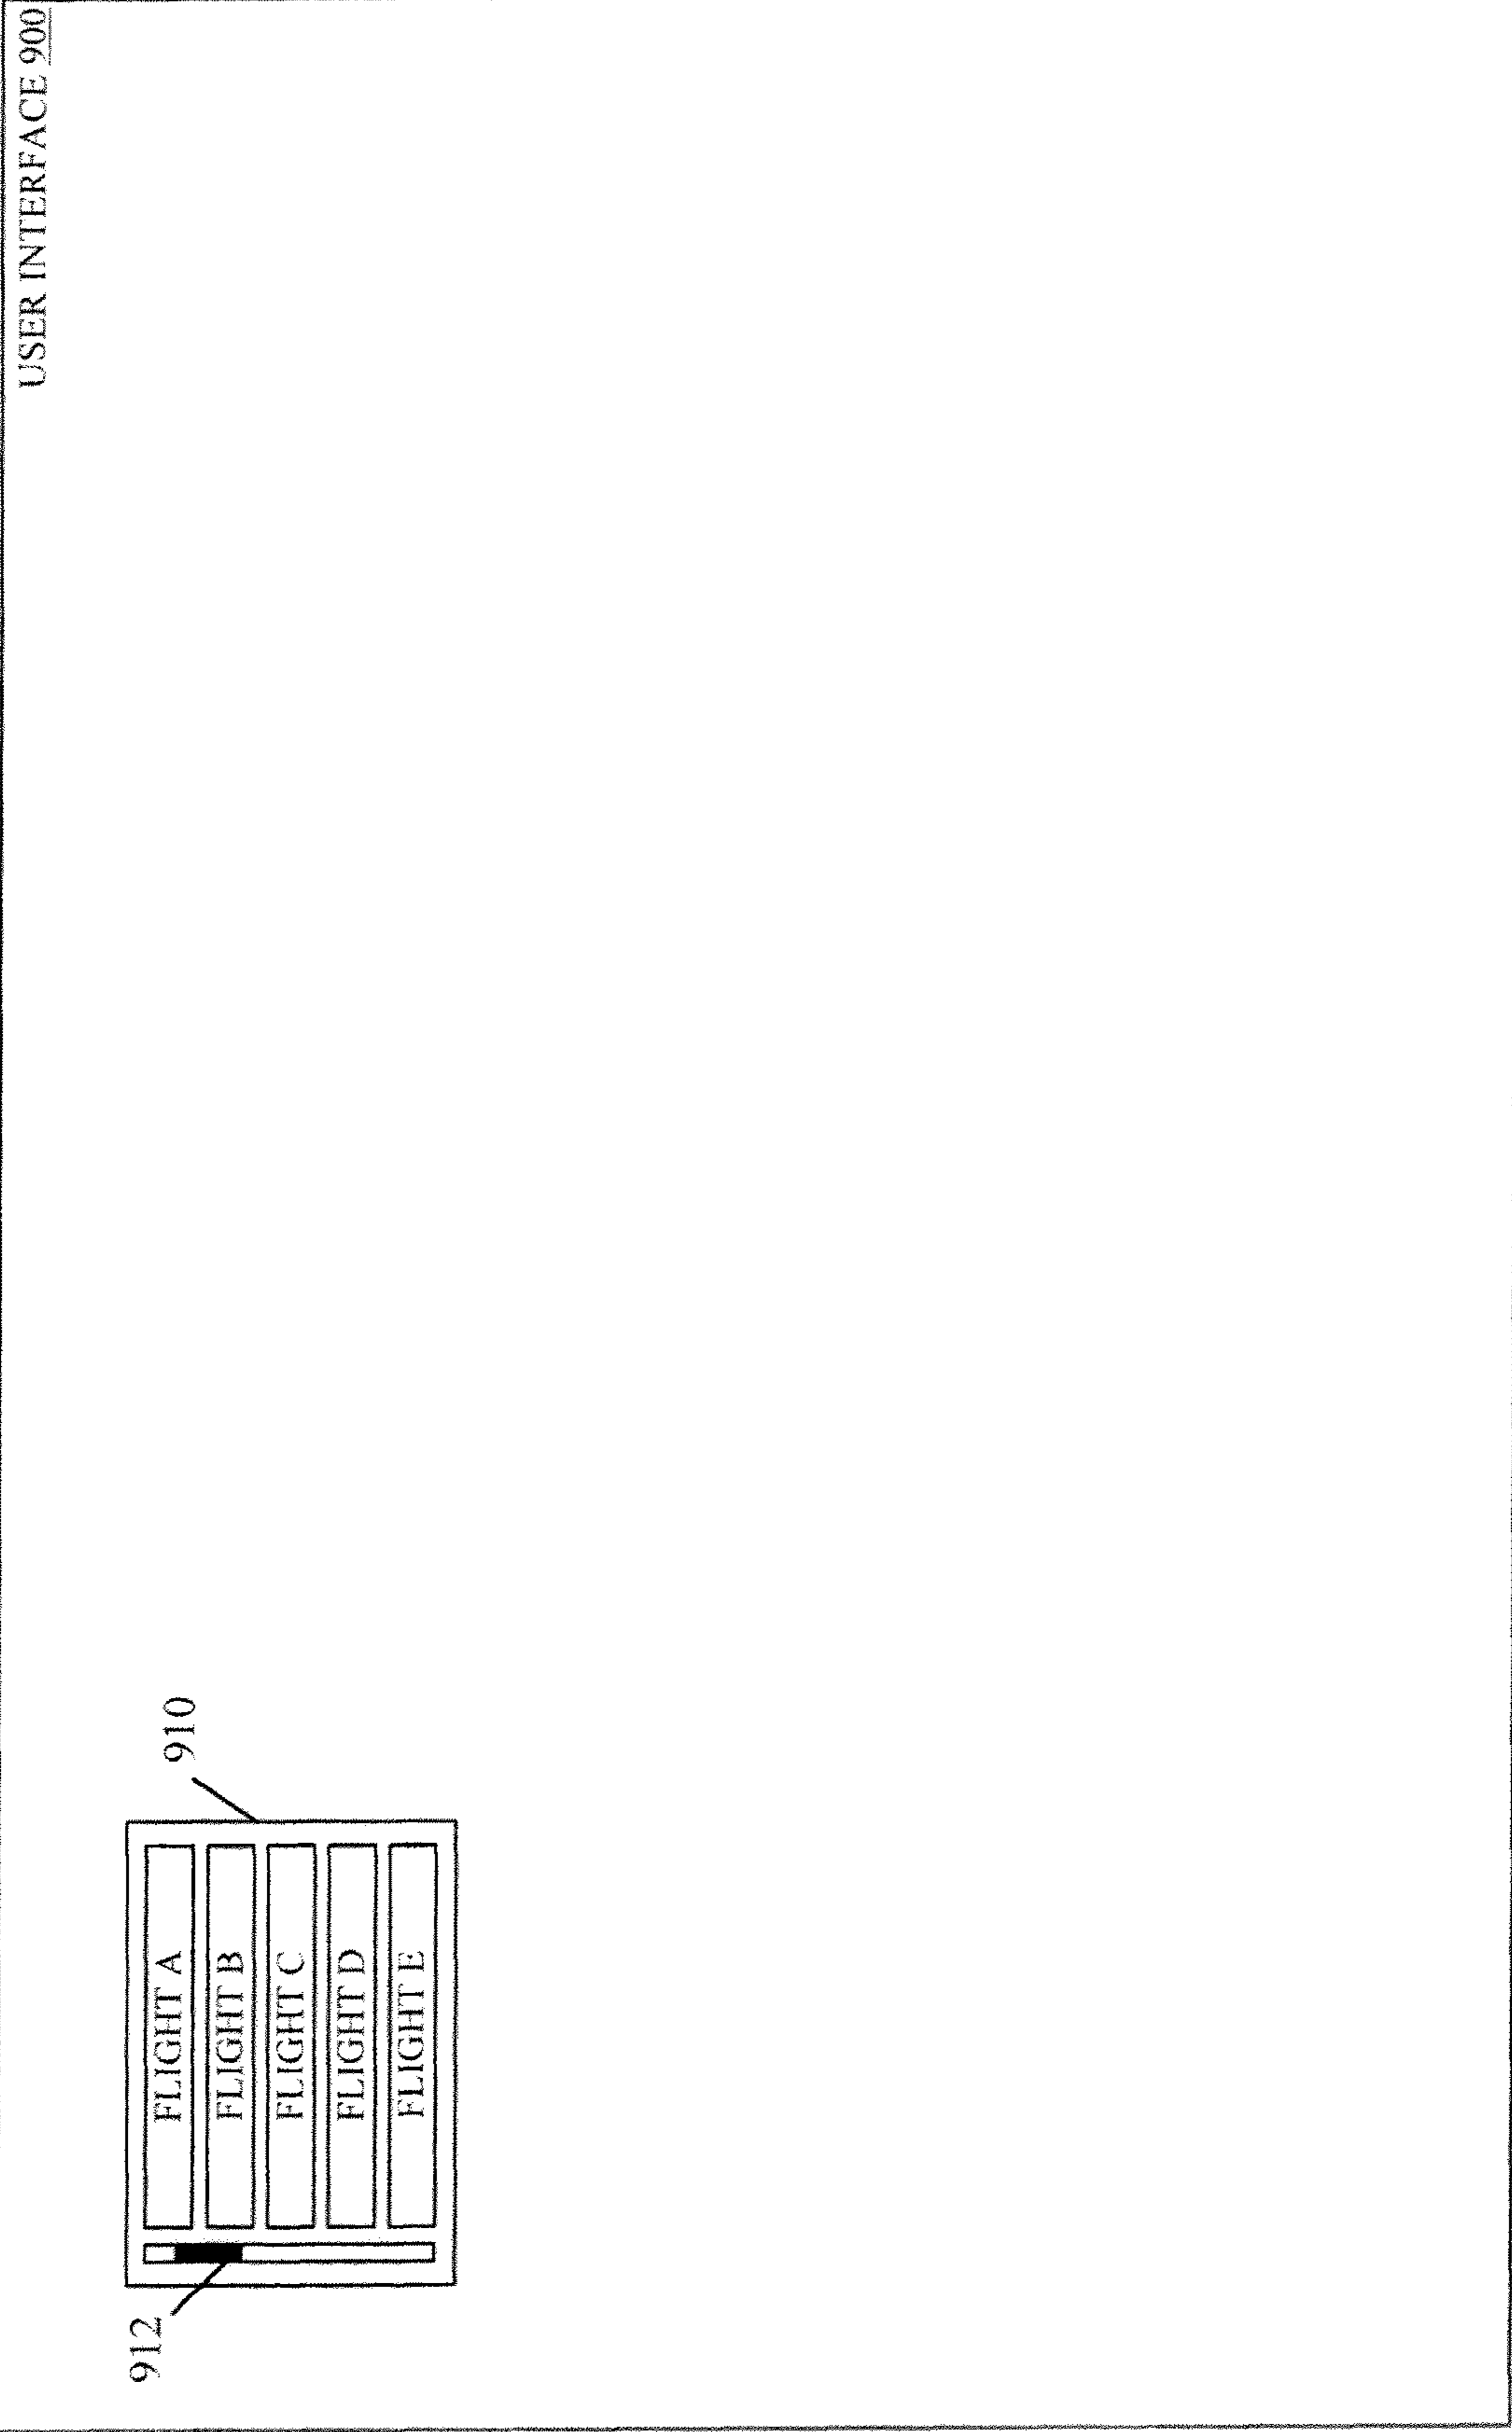 USER INTERFACE 900
910
FLIGHT A
FLIGHT B
FLIGHT C
FLIGHT D
FLIGHT E
912